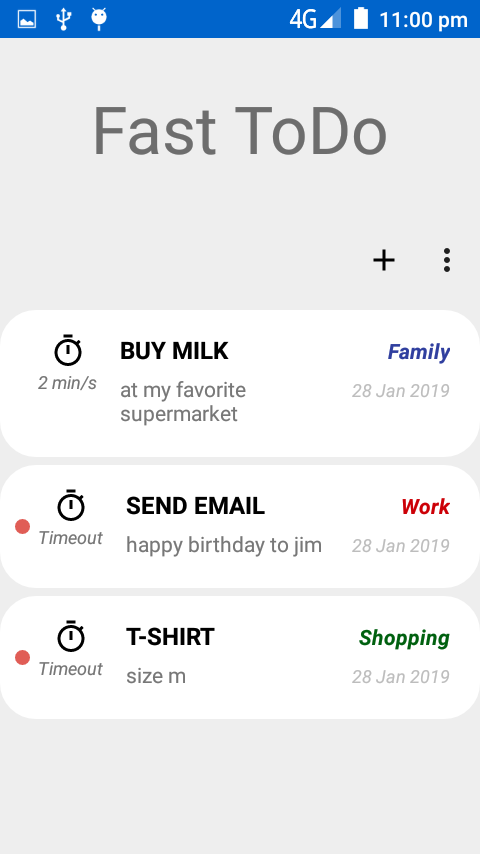 4G 11:00 pm
Fast ToDo
BUY MILK Family
2 min/s at my favorite supermarket 28 Jan 2019
SEND EMAIL Work
Timeout happy birthday to jim 28 Jan 2019
T-SHIRT Shopping
Timeout size m 28 Jan 2019